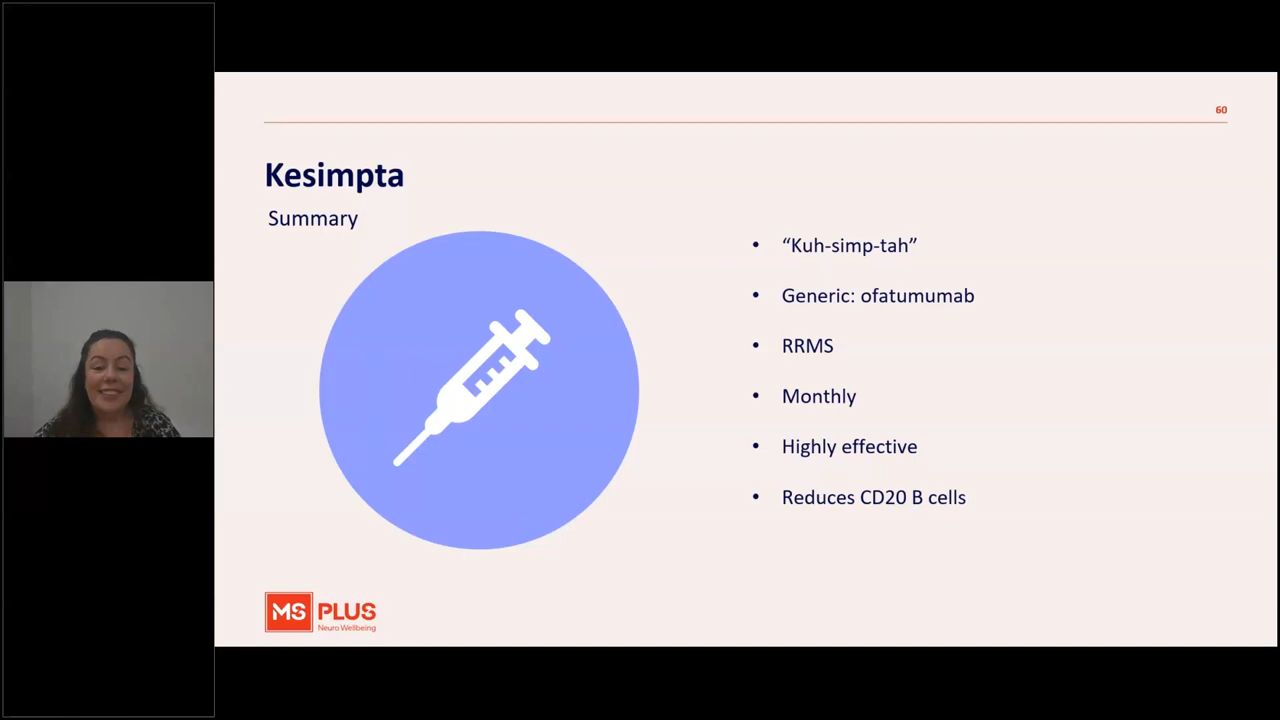 60
Kesimpta
Summary
• “Kuh-simp-tah”
• Generic: ofatumumab
• RRMS
• Monthly
• Highly effective
• Reduces CD20 B cells
MS PLUS
Neuro Wellbeing